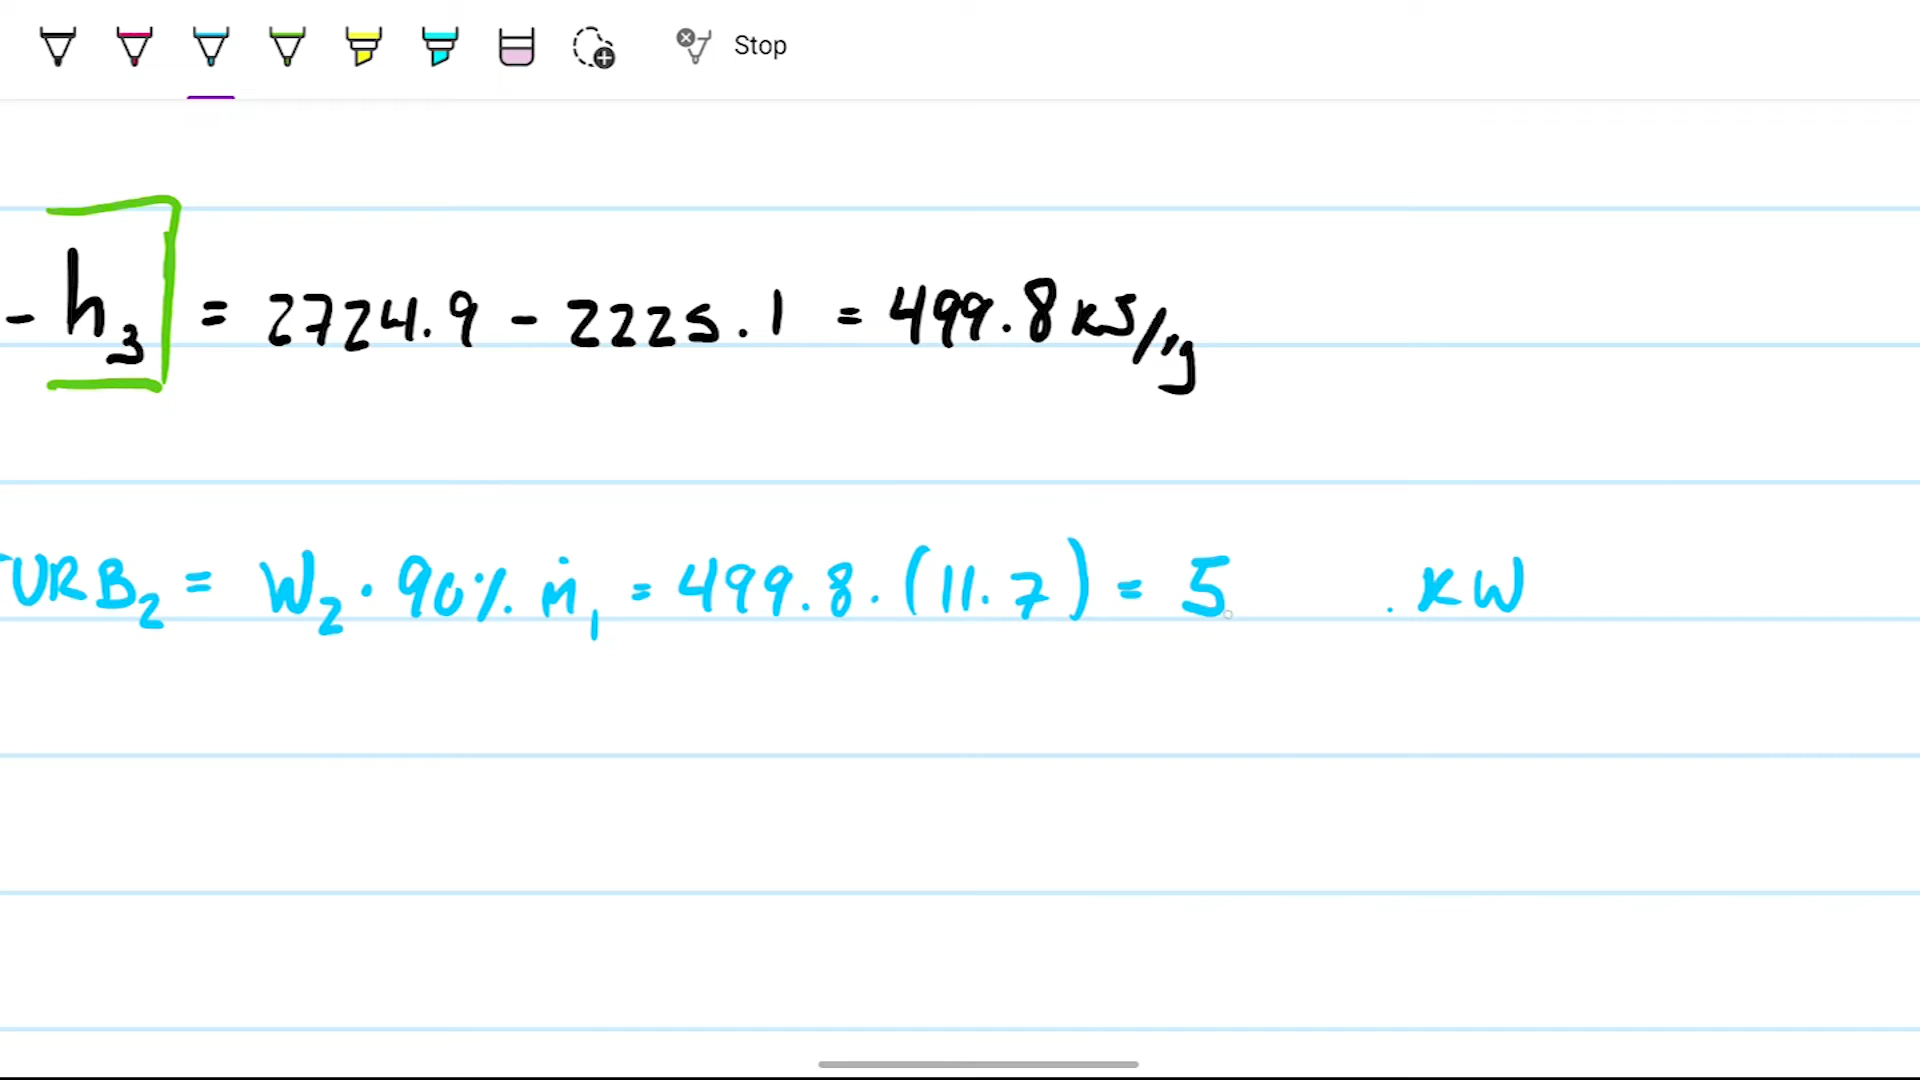 Stop
- h₃ = 2724.9 - 2225.1 = 499.8 kJ/kg
TURB₂ = W₂ · 90% ṁ₁ = 499.8 · (11.7) = 5 . KW